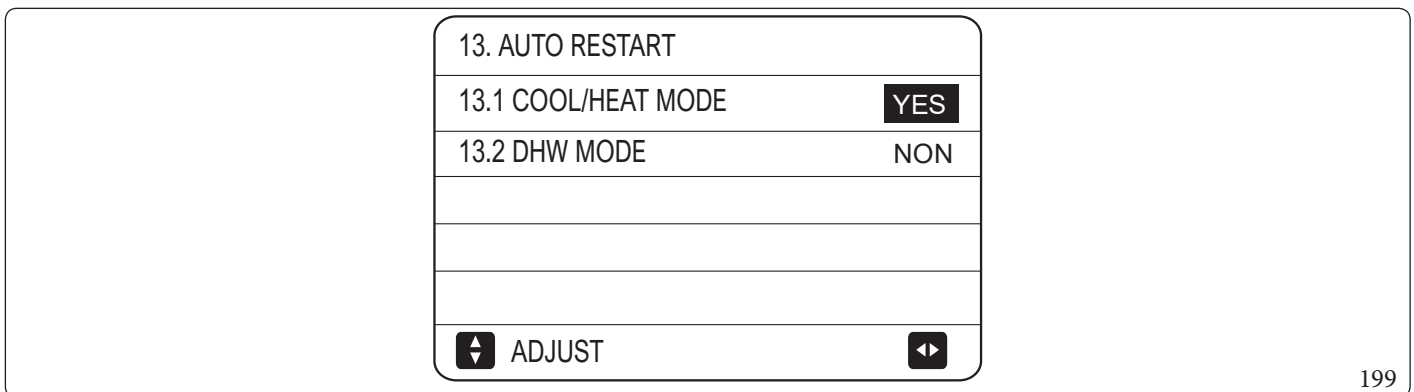 13. AUTO RESTART
13.1 COOL/HEAT MODE YES
13.2 DHW MODE NON
ADJUST
199